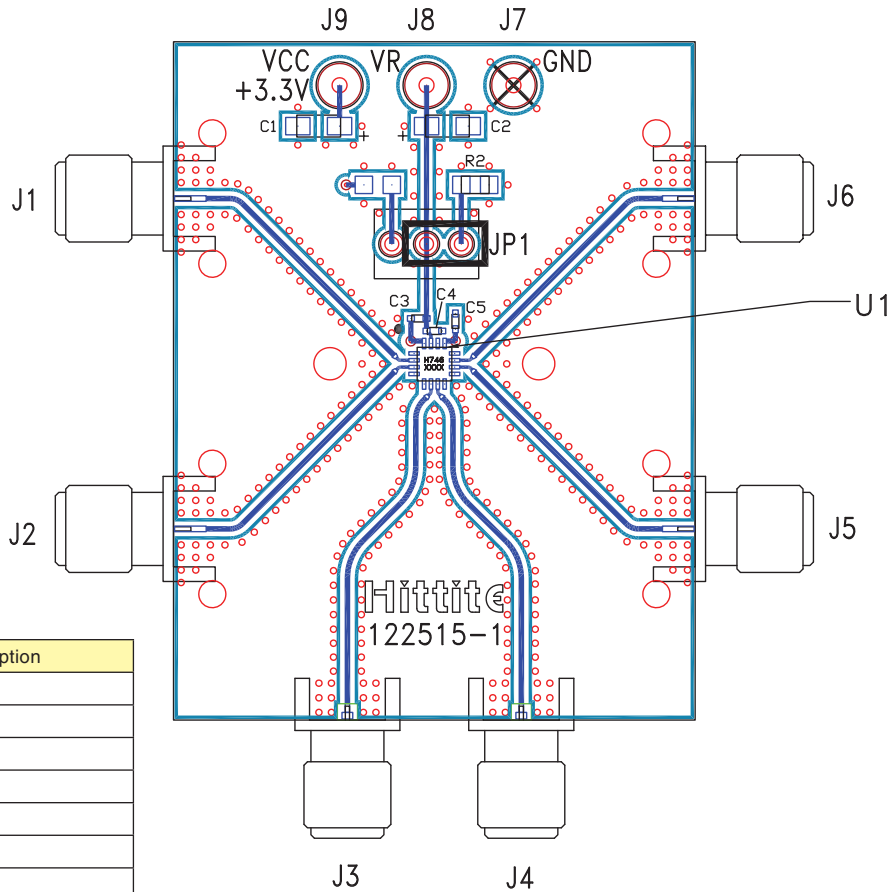 J9
J8
J7
VCC
+3.3V
VR
GND
C1
+
+
C2
R2
J1
J6
JP1
C3
C4
C5
U1
H746
XXXX
J2
J5
Hittite
122515-1
ption
J3
J4